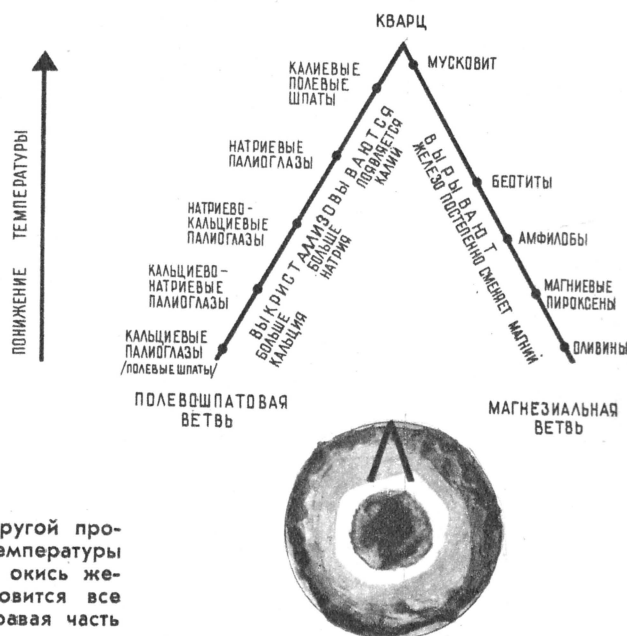 КВАРЦ
КАЛИЕВЫЕ
ПОЛЕВЫЕ
ШПАТЫ
МУСКОВИТ
НАТРИЕВЫЕ
ПАЛИОГЛАЗЫ
НАТРИЕВО-
КАЛЬЦИЕВЫЕ
ПАЛИОГЛАЗЫ
КАЛЬЦИЕВО-
НАТРИЕВЫЕ
ПАЛИОГЛАЗЫ
КАЛЬЦИЕВЫЕ
ПАЛИОГЛАЗЫ
/ПОЛЕВЫЕ ШПАТЫ/
ПОНИЖЕНИЕ ТЕМПЕРАТУРЫ
ВЫКРИСТАЛЛИЗОВЫВАЮТСЯ
БОЛЬШЕ
КАЛЬЦИЯ
БОЛЬШЕ
НАТРИЯ
ПОЯВЛЯЕТСЯ
КАЛИЙ
ВЫРЫВАЮТ
ЖЕЛЕЗО ПОСТЕПЕННО СМЕНЯЕТ МАГНИЙ
БЕОТИТЫ
АМФИЛОБЫ
МАГНИЕВЫЕ
ПИРОКСЕНЫ
ОЛИВИНЫ
ПОЛЕВОШПАТОВАЯ
ВЕТВЬ
МАГНЕЗИАЛЬНАЯ
ВЕТВЬ
ругой про-
емпературы
окись же-
овится все
равая часть